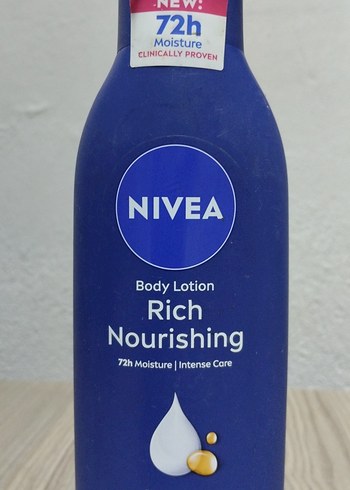 NEW:
72h
Moisture
CLINICALLY PROVEN
NIVEA
Body Lotion
Rich
Nourishing
72h Moisture | Intense Care